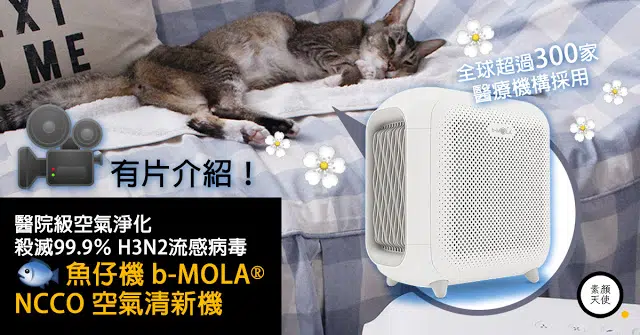 EXT
ME
全球超過300家
醫療機構採用
有片介紹！
醫院級空氣淨化
殺滅99.9% H3N2流感病毒
魚仔機 b-MOLA®
NCCO 空氣清新機
素顏
天使